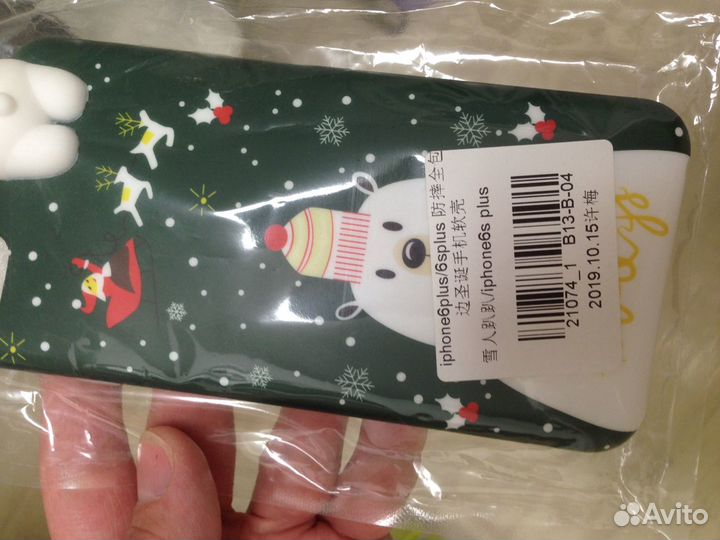 iphone6plus/6splus 防摔全包
边圣诞手机软壳
雪人趴趴/iphone6s plus
21074_1 B13-B-04
2019.10.15许梅
Avito